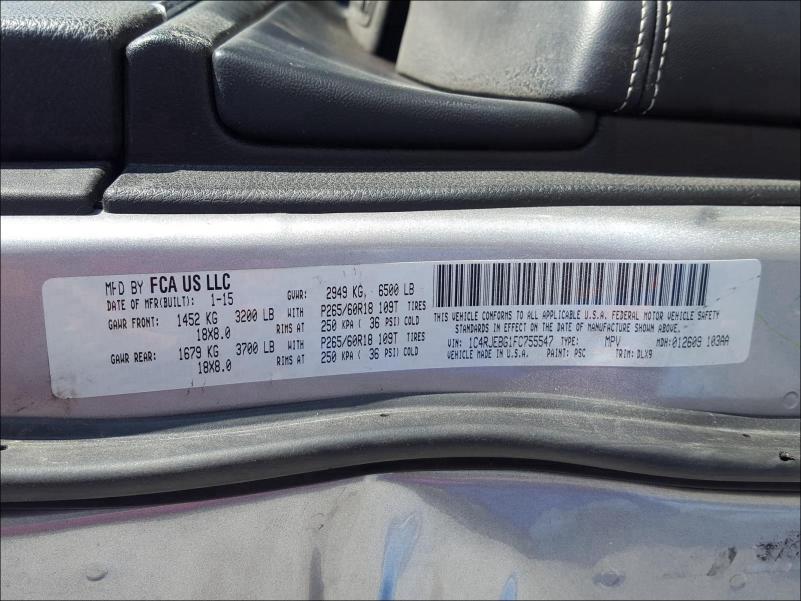 MFD BY FCA US LLC
DATE OF MFR(BUILT): 1-15 GVWR: 2949 KG, 6500 LB
GAWR FRONT: 1452 KG 3200 LB WITH P265/60R18 109T TIRES
18X8.0 RIMS AT 250 KPA ( 36 PSI) COLD
GAWR REAR: 1679 KG 3700 LB WITH P265/60R18 109T TIRES
18X8.0 RIMS AT 250 KPA ( 36 PSI) COLD
THIS VEHICLE CONFORMS TO ALL APPLICABLE U.S.A. FEDERAL MOTOR VEHICLE SAFETY
STANDARDS IN EFFECT ON THE DATE OF MANUFACTURE SHOWN ABOVE.
VIN: 1C4RJEBG1FC755547 TYPE: MPV MDH:012609 103AA
MADE IN U.S.A. PAINT: PSC TRIM: DLX9